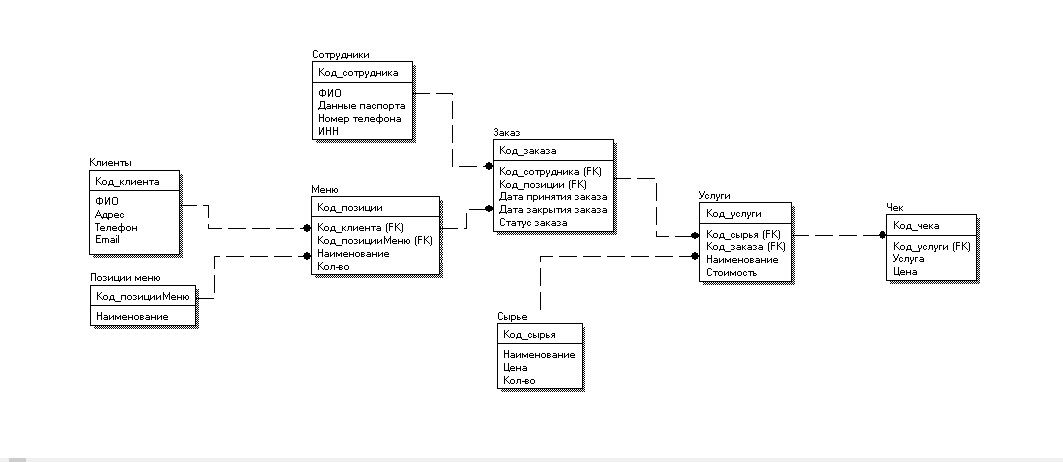 Сотрудники
Код_сотрудника
ФИО
Данные паспорта
Номер телефона
ИНН
Заказ
Код_заказа
Код_сотрудника (FK)
Код_позиции (FK)
Дата принятия заказа
Дата закрытия заказа
Статус заказа
Клиенты
Код_клиента
ФИО
Адрес
Телефон
Email
Меню
Код_позиции
Код_клиента (FK)
Код_позицииМеню (FK)
Наименование
Кол-во
Услуги
Код_услуги
Код_сырья (FK)
Код_заказа (FK)
Наименование
Стоимость
Чек
Код_чека
Код_услуги (FK)
Услуга
Цена
Позиции меню
Код_позицииМеню
Наименование
Сырье
Код_сырья
Наименование
Цена
Кол-во